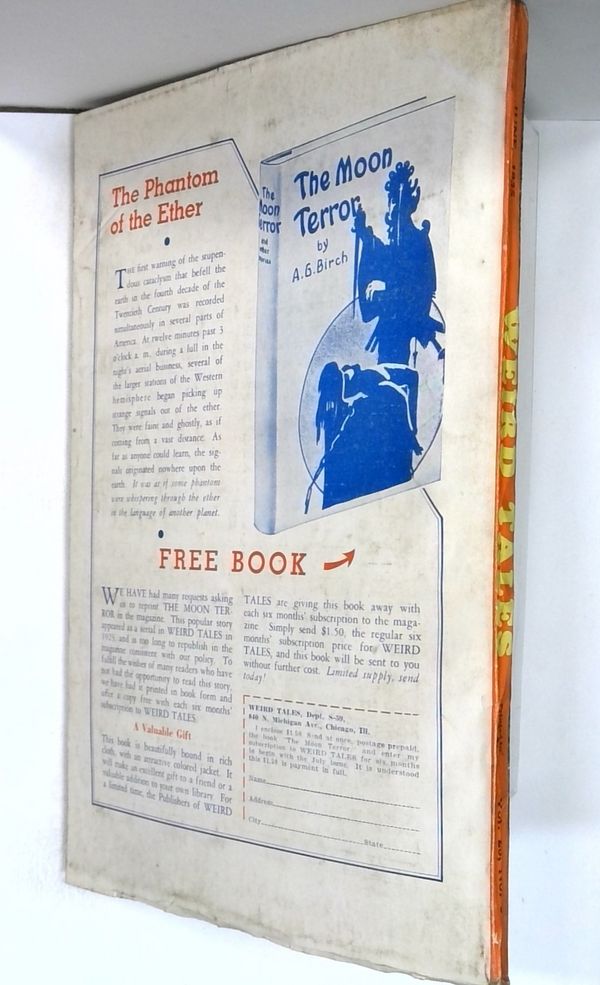 The Phantom
of the Ether
THE first warning of the stupen-
dous cataclysm that befell the
earth in the fourth decade of the
Twentieth Century was recorded
simultaneously in several parts of
America. At twelve minutes past 3
o'clock a. m., during a lull in the
night's aerial business, several of
the larger stations of the Western
hemisphere began picking up
strange signals out of the ether.
They were faint and ghostly, as if
coming from a vast distance. As
far as anyone could learn, the sig-
nals originated nowhere upon the
earth. It was as if some phantom
were whispering through the ether
in the language of another planet.
The
Moon
Terror
and
other
Stories
The Moon
Terror
by
A.G.Birch
FREE BOOK
WE HAVE had many requests asking
us to reprint THE MOON TER-
ROR in the magazine. This popular story
appeared as a serial in WEIRD TALES in
1923, and is too long to republish in the
magazine consistent with our policy. To
fulfill the wishes of many readers who have
not had the opportunity to read this story,
we have had it printed in book form and
offer a copy free with each six months'
subscription to WEIRD TALES.
A Valuable Gift
This book is beautifully bound in rich
cloth, with an attractive colored jacket. It
will make an excellent gift to a friend or a
valuable addition to your own library. For
a limited time, the Publishers of WEIRD
TALES are giving this book away with
each six months' subscription to the maga-
zine. Simply send $1.50, the regular six
months' subscription price for WEIRD
TALES, and this book will be sent to you
without further cost. Limited supply, send
today!
WEIRD TALES, Dept. S-59,
840 N. Michigan Ave., Chicago, Ill.
I enclose $1.50. Send at once, postage prepaid,
the book "The Moon Terror," and enter my
subscription to WEIRD TALES for six months
to begin with the July issue. It is understood
this $1.50 is payment in full.
Name
Address
City State
WEIRD TALES